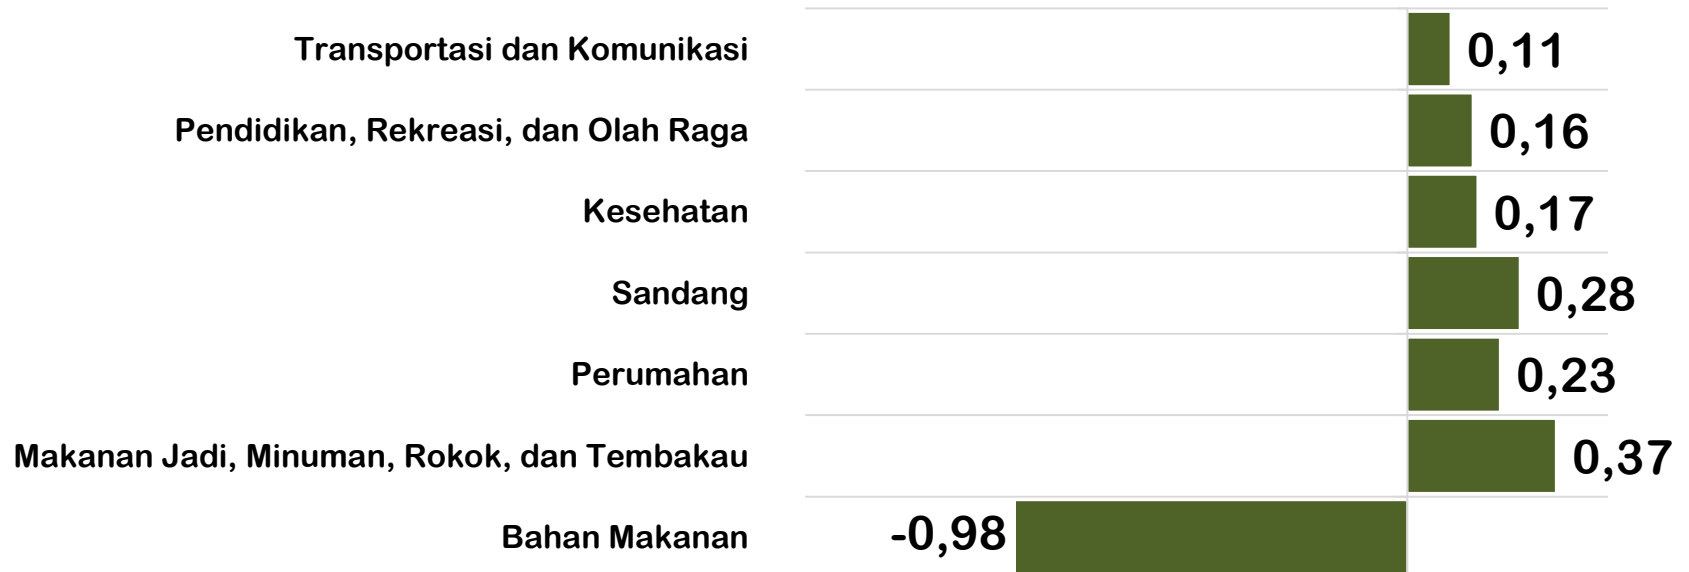 Transportasi dan Komunikasi 0,11
Pendidikan, Rekreasi, dan Olah Raga 0,16
Kesehatan 0,17
Sandang 0,28
Perumahan 0,23
Makanan Jadi, Minuman, Rokok, dan Tembakau 0,37
Bahan Makanan -0,98